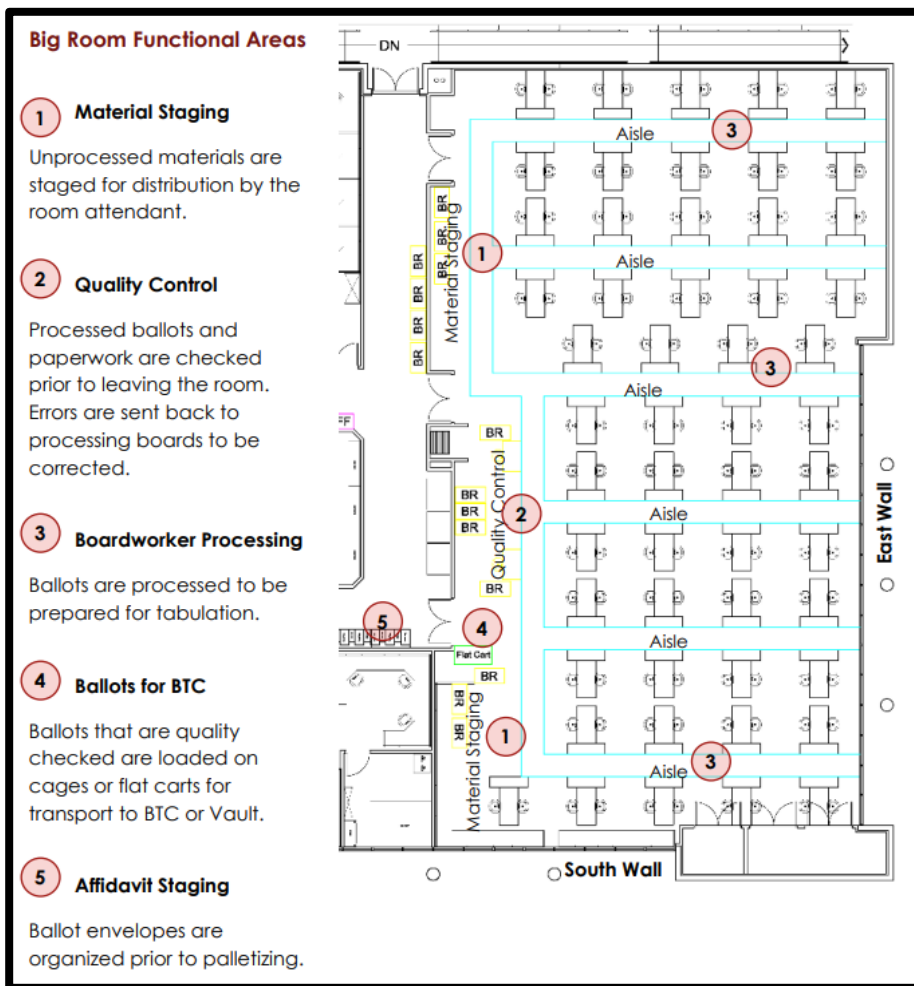 Big Room Functional Areas
1 Material Staging
Unprocessed materials are
staged for distribution by the
room attendant.
2 Quality Control
Processed ballots and
paperwork are checked
prior to leaving the room.
Errors are sent back to
processing boards to be
corrected.
3 Boardworker Processing
Ballots are processed to be
prepared for tabulation.
4 Ballots for BTC
Ballots that are quality
checked are loaded on
cages or flat carts for
transport to BTC or Vault.
5 Affidavit Staging
Ballot envelopes are
organized prior to palletizing.
DN
Aisle
3
BR
BR
BR
BR
BR
BR
BR
Material Staging
1
Aisle
3
Aisle
FF
BR
BR
BR
BR
Quality Control
2
Aisle
East Wall
BR
5
4
Flat Cart
Aisle
BR
BR
BR
Material Staging
1
3
Aisle
South Wall